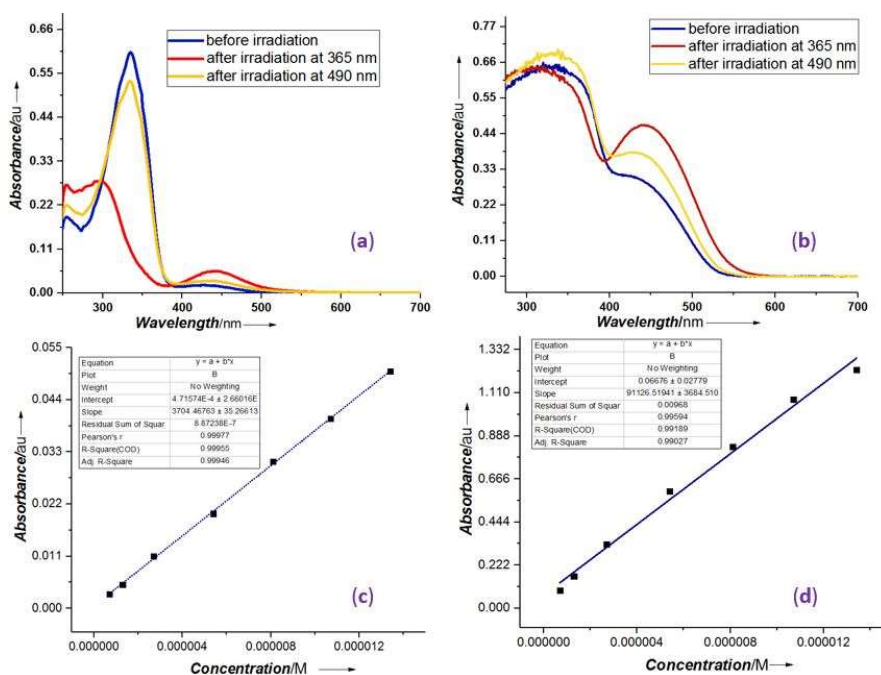 0.66
0.55
0.44
0.33
0.22
0.11
0.00
Absorbance/au
before irradiation
after irradiation at 365 nm
after irradiation at 490 nm
(a)
300 400 500 600 700
Wavelength/nm
0.77
0.66
0.55
0.44
0.33
0.22
0.11
0.00
Absorbance/au
before irradiation
after irradiation at 365 nm
after irradiation at 490 nm
(b)
300 400 500 600 700
Wavelength/nm
0.055
0.044
0.033
0.022
0.011
0.000
Absorbance/au
Equation y = a + b*x
Plot B
Weight No Weighting
Intercept 4.71574E-4 ± 2.66016E
Slope 3704.46763 ± 35.26613
Residual Sum of Squar 8.87238E-7
Pearson's r 0.99977
R-Square(COD) 0.99955
Adj. R-Square 0.99946
(c)
0.000000 0.000004 0.000008 0.000012
Concentration/M
1.332
1.110
0.888
0.666
0.444
0.222
0.000
Absorbance/au
Equation y = a + b*x
Plot B
Weight No Weighting
Intercept 0.06676 ± 0.02779
Slope 91126.51941 ± 3684.510
Residual Sum of Squar 0.00968
Pearson's r 0.99594
R-Square(COD) 0.99189
Adj. R-Square 0.99027
(d)
0.000000 0.000004 0.000008 0.000012
Concentration/M